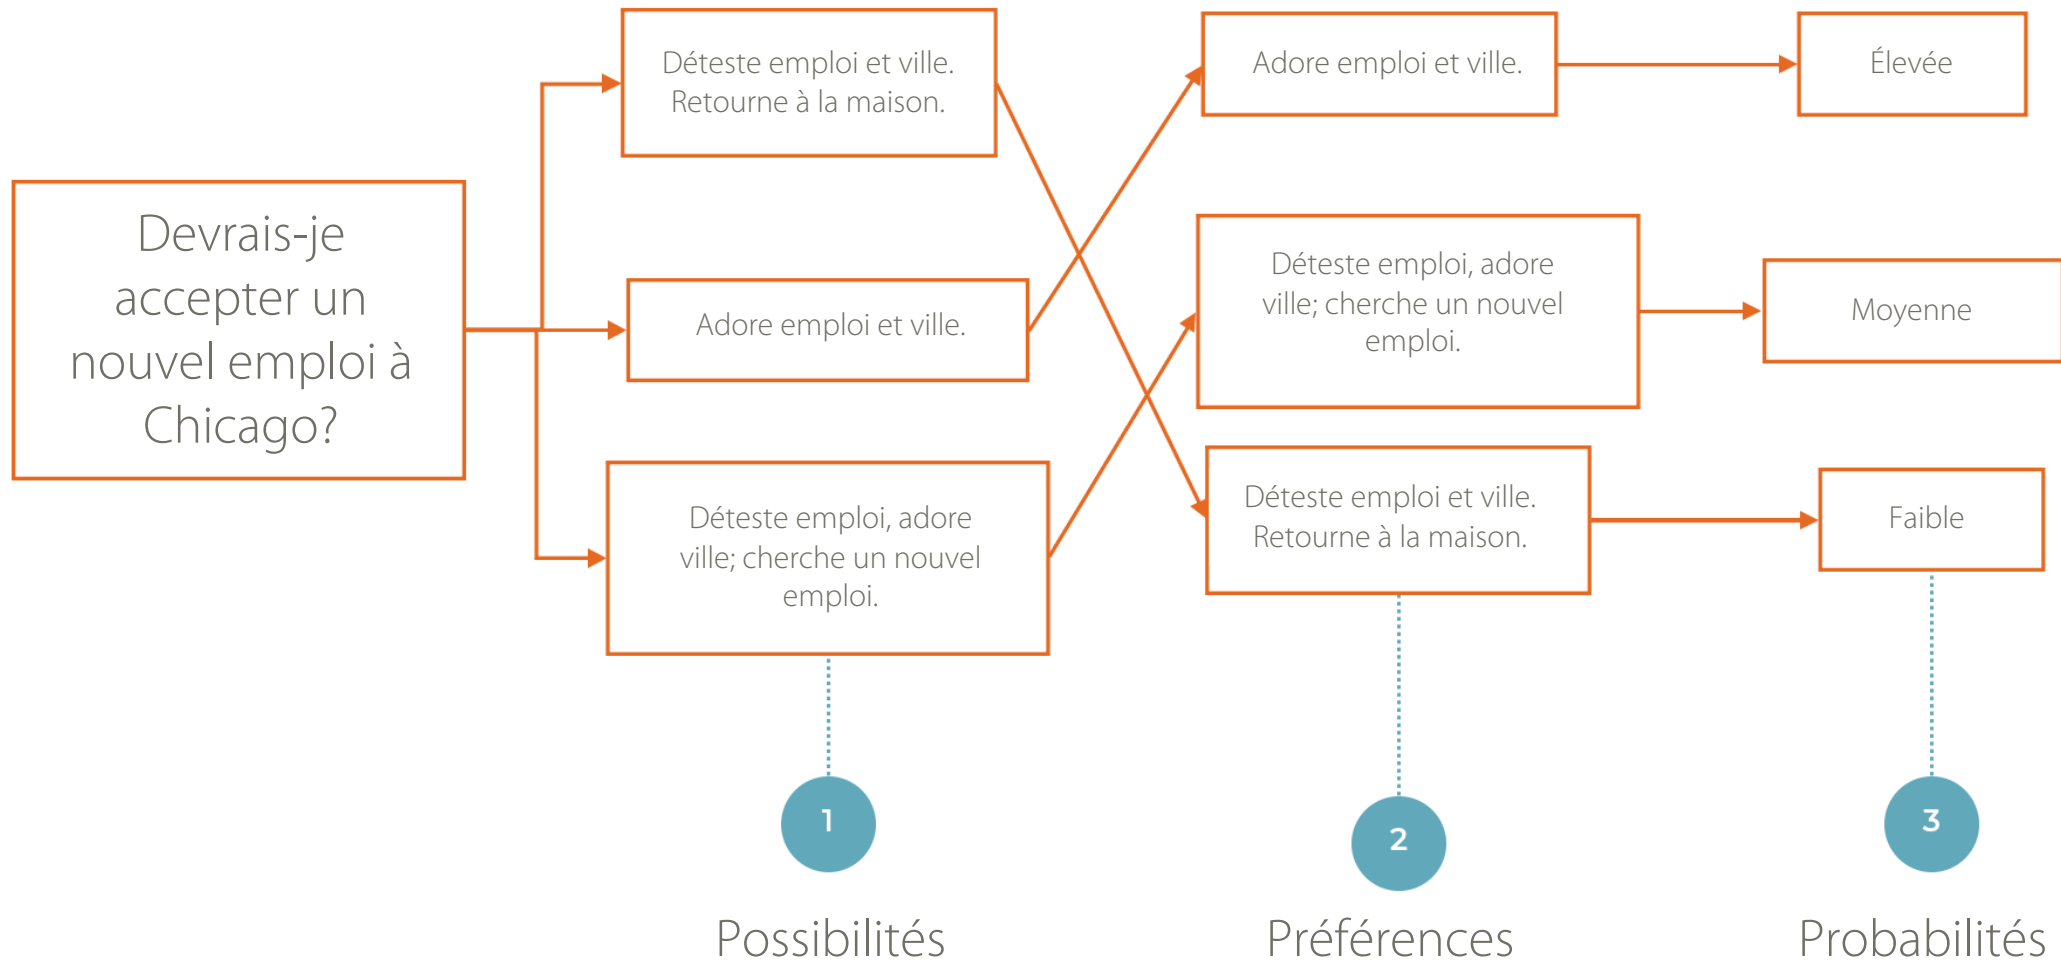 Devrais-je
accepter un
nouvel emploi à
Chicago?
Déteste emploi et ville.
Retourne à la maison.
Adore emploi et ville.
Déteste emploi, adore
ville; cherche un nouvel
emploi.
Adore emploi et ville.
Déteste emploi, adore
ville; cherche un nouvel
emploi.
Déteste emploi et ville.
Retourne à la maison.
Élevée
Moyenne
Faible
1
Possibilités
2
Préférences
3
Probabilités